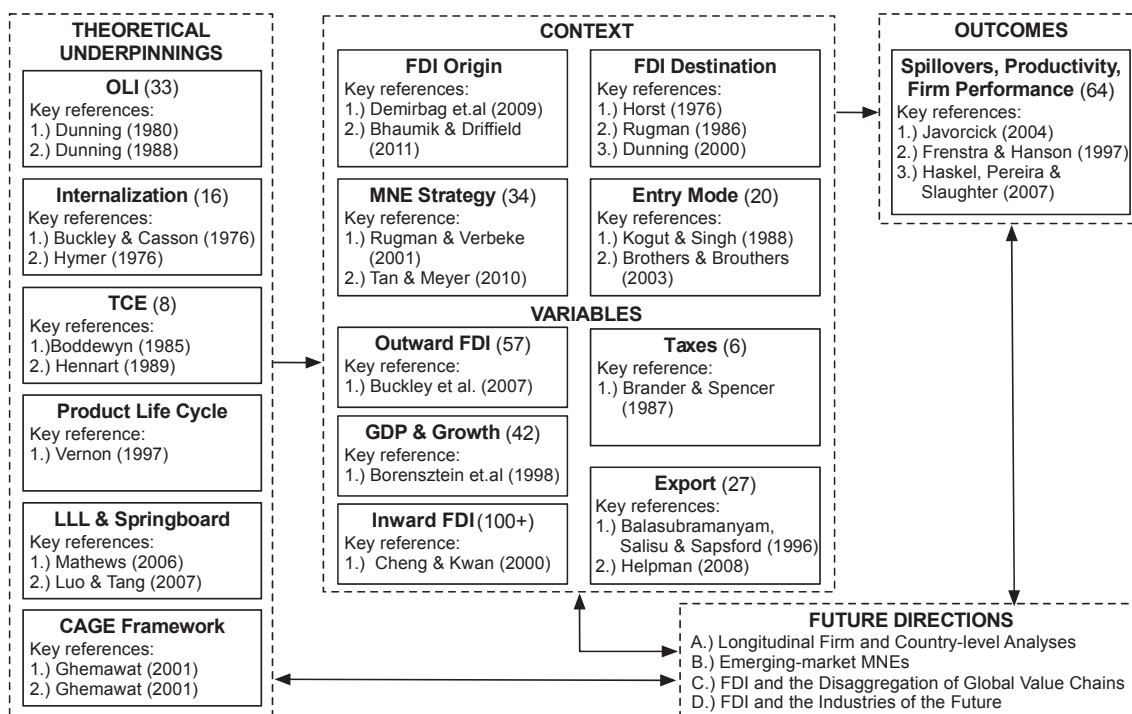 THEORETICAL
UNDERPINNINGS
OLI (33)
Key references:
1.) Dunning (1980)
2.) Dunning (1988)
Internalization (16)
Key references:
1.) Buckley & Casson (1976)
2.) Hymer (1976)
TCE (8)
Key references:
1.)Boddewyn (1985)
2.) Hennart (1989)
Product Life Cycle
Key reference:
1.) Vernon (1997)
LLL & Springboard
Key references:
1.) Mathews (2006)
2.) Luo & Tang (2007)
CAGE Framework
Key references:
1.) Ghemawat (2001)
2.) Ghemawat (2001)
CONTEXT
FDI Origin
Key references:
1.) Demirbag et.al (2009)
2.) Bhaumik & Driffield
(2011)
FDI Destination
Key references:
1.) Horst (1976)
2.) Rugman (1986)
3.) Dunning (2000)
MNE Strategy (34)
Key reference:
1.) Rugman & Verbeke
(2001)
2.) Tan & Meyer (2010)
Entry Mode (20)
Key references:
1.) Kogut & Singh (1988)
2.) Brothers & Brouthers
(2003)
VARIABLES
Outward FDI (57)
Key reference:
1.) Buckley et al. (2007)
Taxes (6)
Key reference:
1.) Brander & Spencer
(1987)
GDP & Growth (42)
Key reference:
1.) Borensztein et.al (1998)
Export (27)
Key references:
1.) Balasubramanyam,
Salisu & Sapsford (1996)
2.) Helpman (2008)
Inward FDI (100+)
Key reference:
1.) Cheng & Kwan (2000)
OUTCOMES
Spillovers, Productivity,
Firm Performance (64)
Key references:
1.) Javorcick (2004)
2.) Frenstra & Hanson (1997)
3.) Haskel, Pereira &
Slaughter (2007)
FUTURE DIRECTIONS
A.) Longitudinal Firm and Country-level Analyses
B.) Emerging-market MNEs
C.) FDI and the Disaggregation of Global Value Chains
D.) FDI and the Industries of the Future